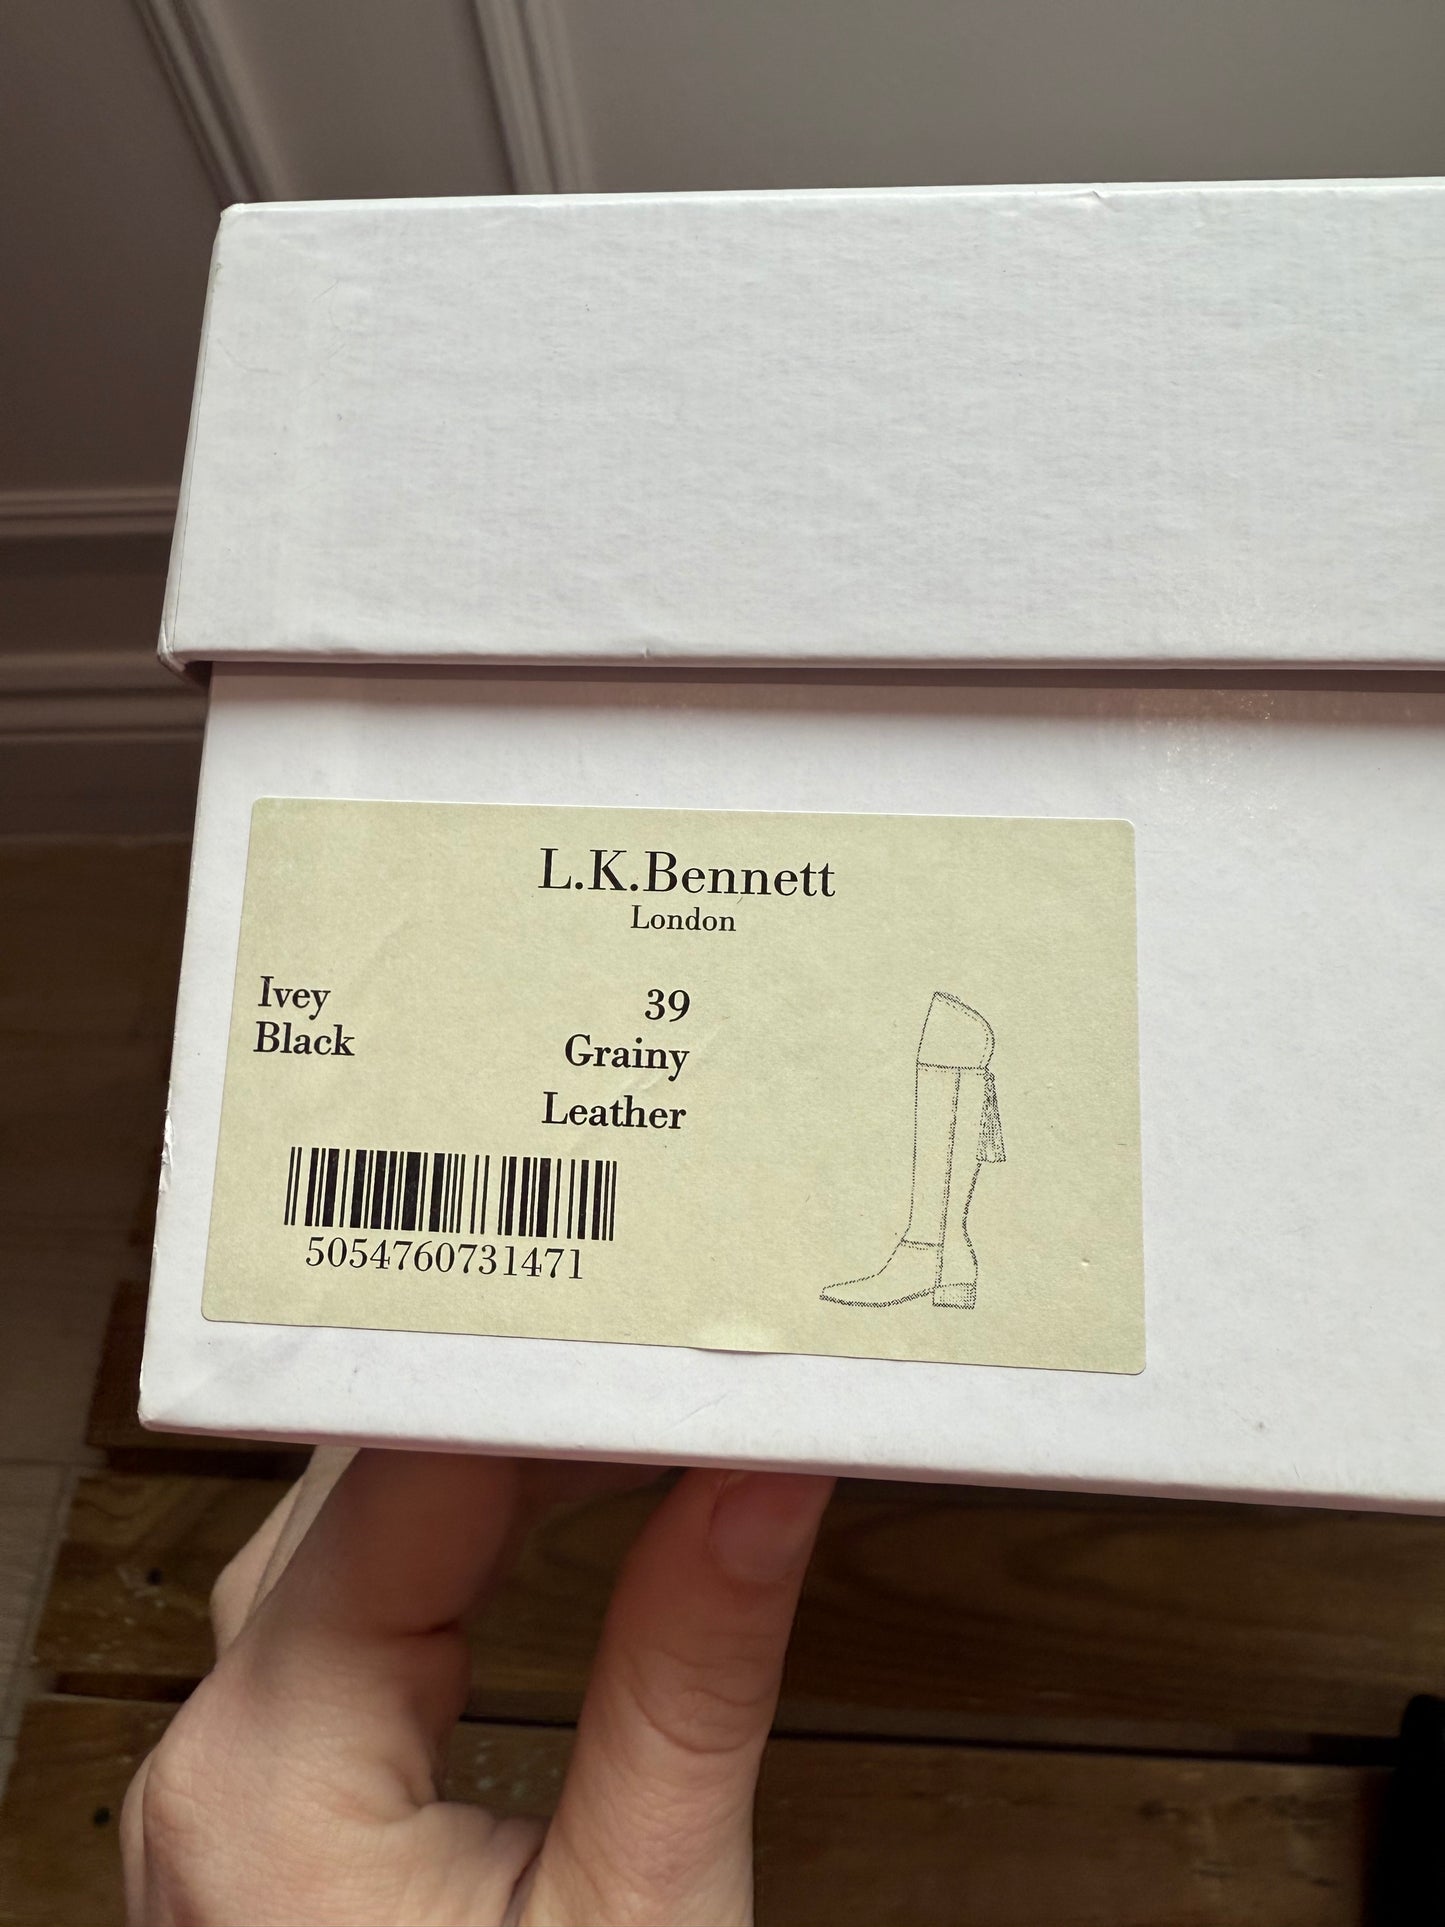 L.K.Bennett
London
Ivey 39
Black Grainy
Leather
5054760731471